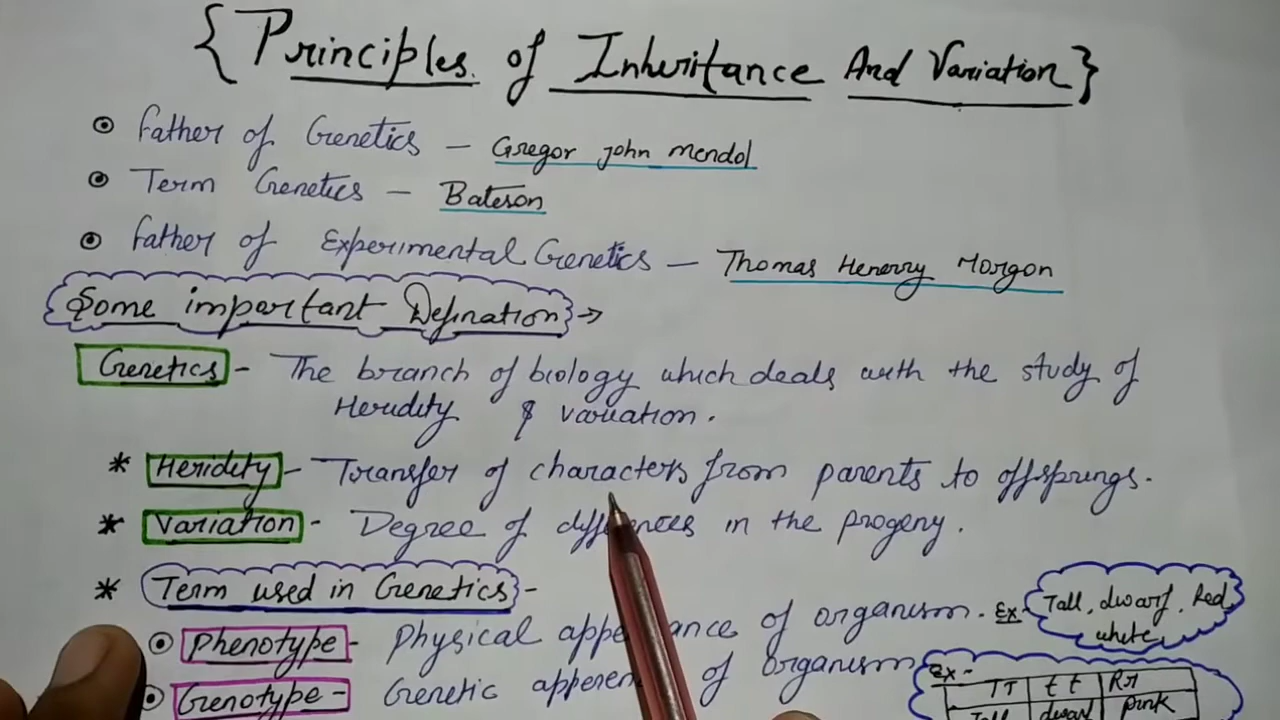 { Principles of Inheritance And Variation }
Father of Genetics - Gregor john mendol
Term Genetics - Bateson
Father of Experimental Genetics - Thomas Henerry Morgon
Some important Defination →
Genetics - The branch of biology which deals with the study of
Heridity & variation.
* Heridety - Transfer of characters from parents to offsprings.
* Variation - Degree of differences in the progeny.
* Term used in Genetics -
Phenotype - Physical appearance of organism. Ex. Tall, dwarf, Red,
white
Genotype - Genetic of organism Ex-
TT tt Rr
Tall dwarf pink